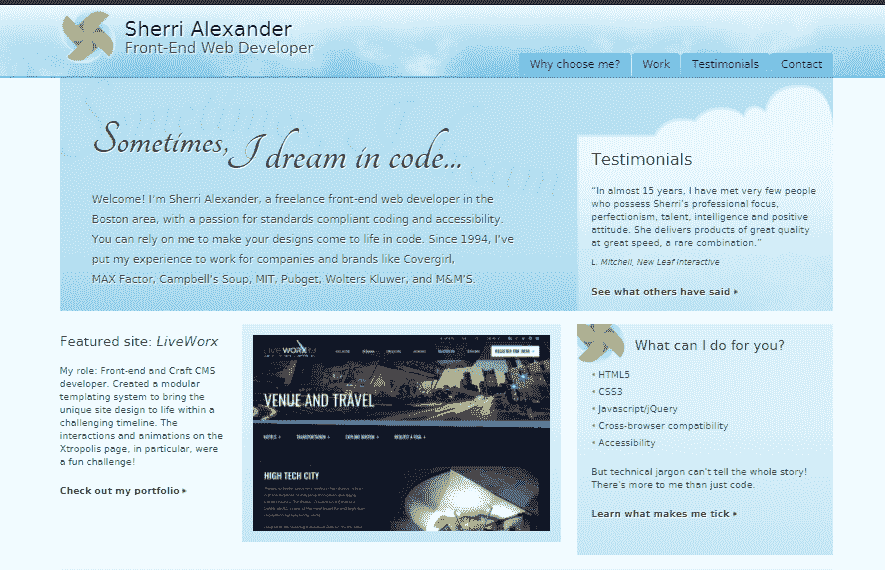 Sherri Alexander
Front-End Web Developer
Why choose me?
Work
Testimonials
Contact
Sometimes, I dream in code...
Welcome! I'm Sherri Alexander, a freelance front-end web developer in the
Boston area, with a passion for standards compliant coding and accessibility.
You can rely on me to make your designs come to life in code. Since 1994, I've
put my experience to work for companies and brands like Covergirl,
MAX Factor, Campbell's Soup, MIT, Pubget, Wolters Kluwer, and M&M'S.
Testimonials
"In almost 15 years, I have met very few people
who possess Sherri's professional focus,
perfectionism, talent, intelligence and positive
attitude. She delivers products of great quality
at great speed, a rare combination."
L. Mitchell, New Leaf Interactive
See what others have said
Featured site: LiveWorx
My role: Front-end and Craft CMS
developer. Created a modular
templating system to bring the
unique site design to life within a
challenging timeline. The
interactions and animations on the
Xtropolis page, in particular, were
a fun challenge!
Check out my portfolio
LIVEWORX
REGISTER FOR 2018
VENUE AND TRAVEL
HOTELS
TRANSPORTATION
EXPLORE BOSTON
REQUEST A VISA
HIGH TECH CITY
What can I do for you?
• HTML5
• CSS3
• Javascript/jQuery
• Cross-browser compatibility
• Accessibility
But technical jargon can't tell the whole story!
There's more to me than just code.
Learn what makes me tick